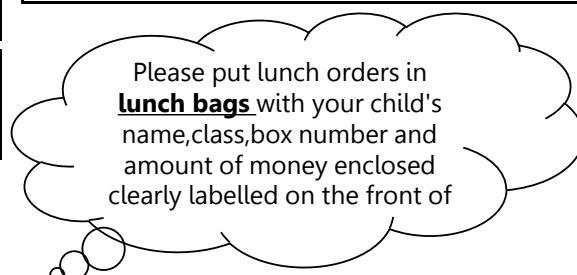 Please put lunch orders in
lunch bags with your child's
name,class,box number and
amount of money enclosed
clearly labelled on the front of